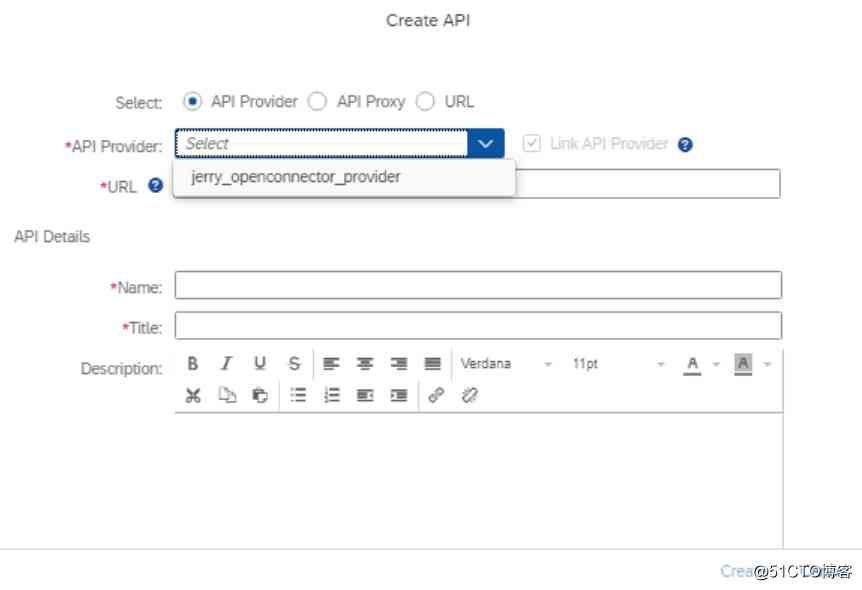 Create API
Select: API Provider API Proxy URL
*API Provider: Select Link API Provider ?
jerry_openconnector_provider
*URL ?
API Details
*Name:
*Title:
Description: B I U S Verdana 11pt A A
@51CTO博客